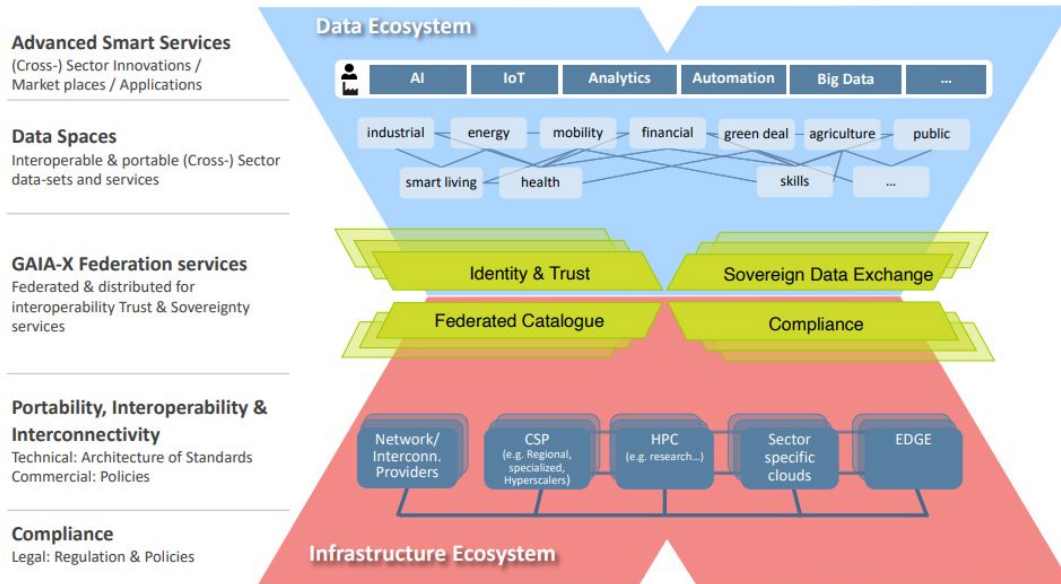 Data Ecosystem
Advanced Smart Services
(Cross-) Sector Innovations /
Market places / Applications
AI IoT Analytics Automation Big Data ...
Data Spaces
Interoperable & portable (Cross-) Sector
data-sets and services
industrial energy mobility financial green deal agriculture public
smart living health skills ...
GAIA-X Federation services
Federated & distributed for
interoperability Trust & Sovereignty
services
Identity & Trust Sovereign Data Exchange
Federated Catalogue Compliance
Portability, Interoperability &
Interconnectivity
Technical: Architecture of Standards
Commercial: Policies
Network/
Interconn.
Providers
CSP
(e.g. Regional,
specialized,
Hyperscalers)
HPC
(e.g. research...)
Sector
specific
clouds
EDGE
Compliance
Legal: Regulation & Policies
Infrastructure Ecosystem